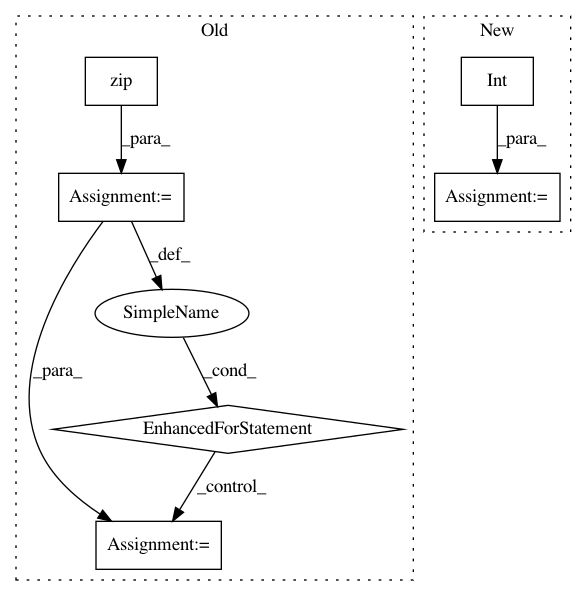 Old
New
zip
Int
_para_
_para_
Assignment:=
Assignment:=
_def_
SimpleName
_para_
_cond_
EnhancedForStatement
_control_
Assignment:=